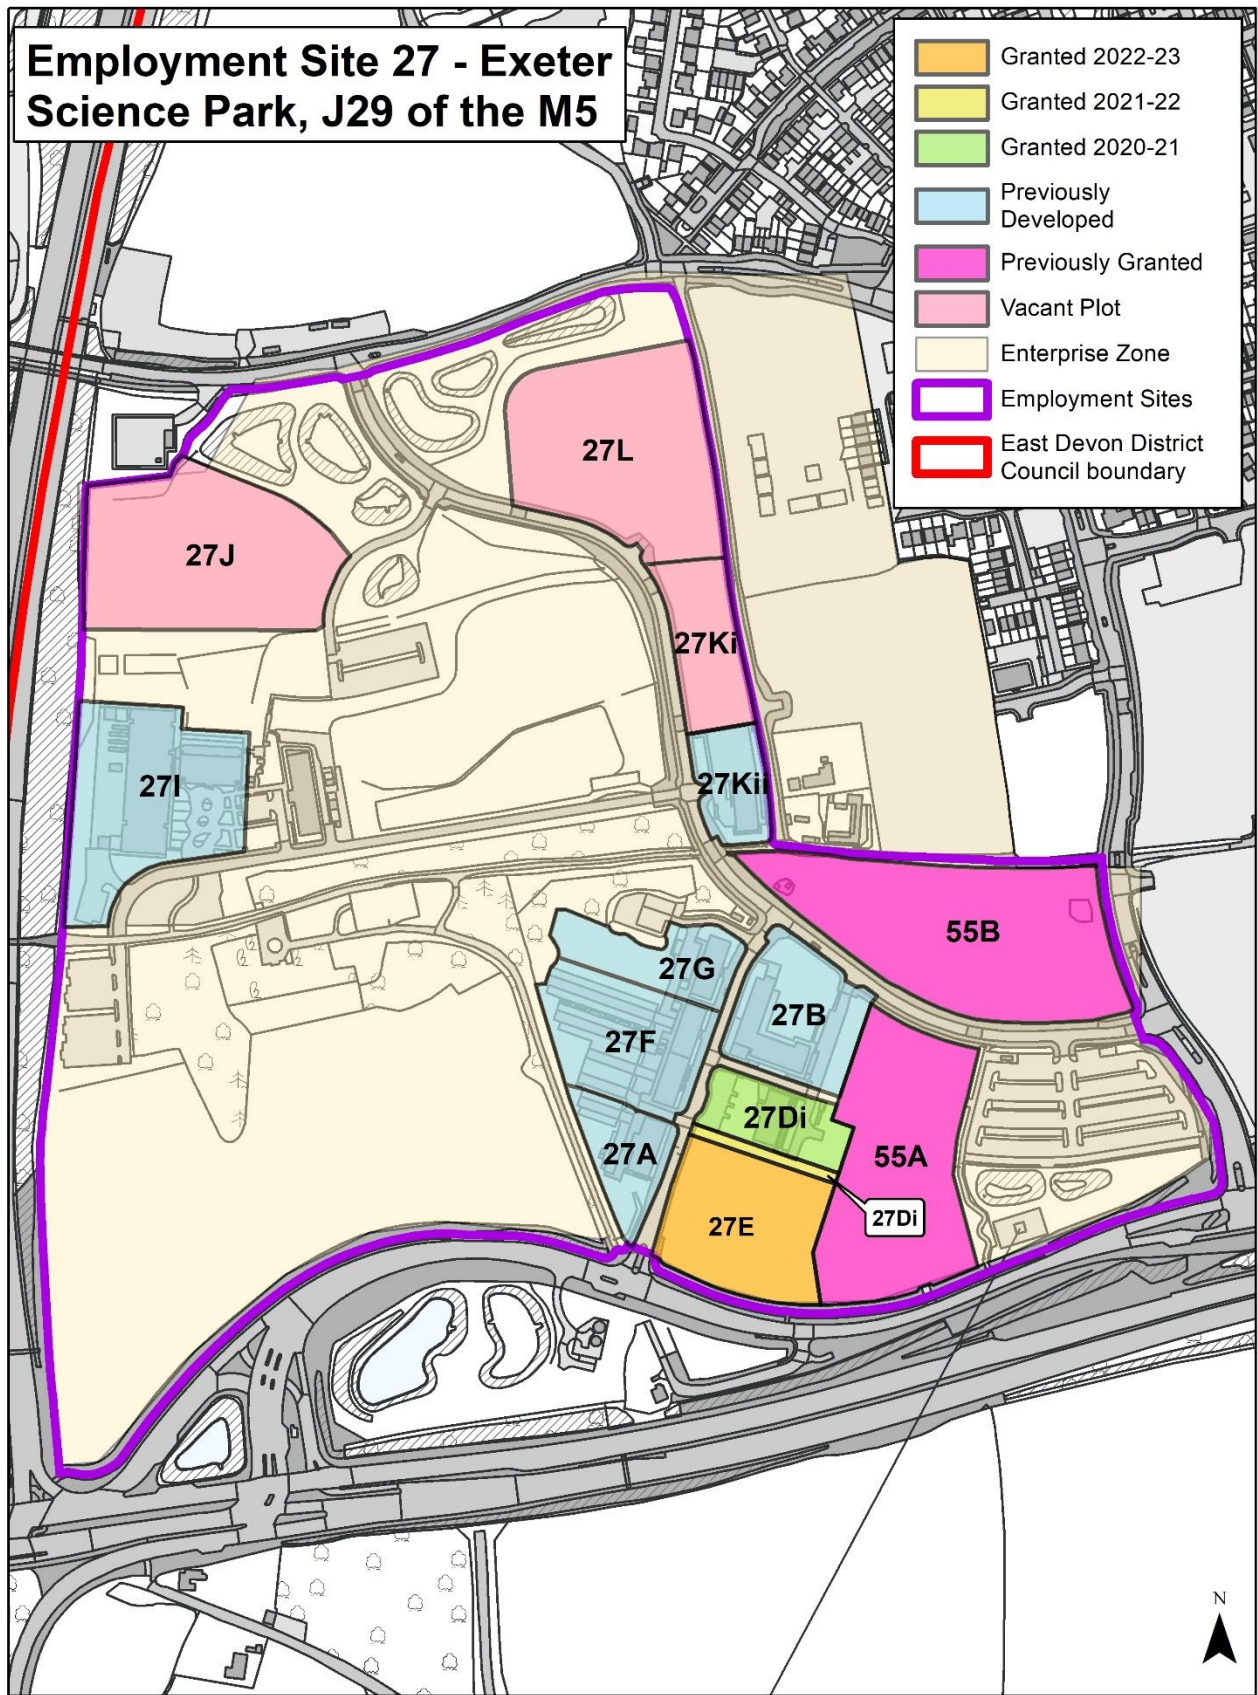 Employment Site 27 - Exeter
Science Park, J29 of the M5
Granted 2022-23
Granted 2021-22
Granted 2020-21
Previously
Developed
Previously Granted
Vacant Plot
Enterprise Zone
Employment Sites
East Devon District
Council boundary
27L
27J
27Ki
27I
27Kii
55B
27G
27B
27F
27Di
27A
55A
27Di
27E
N